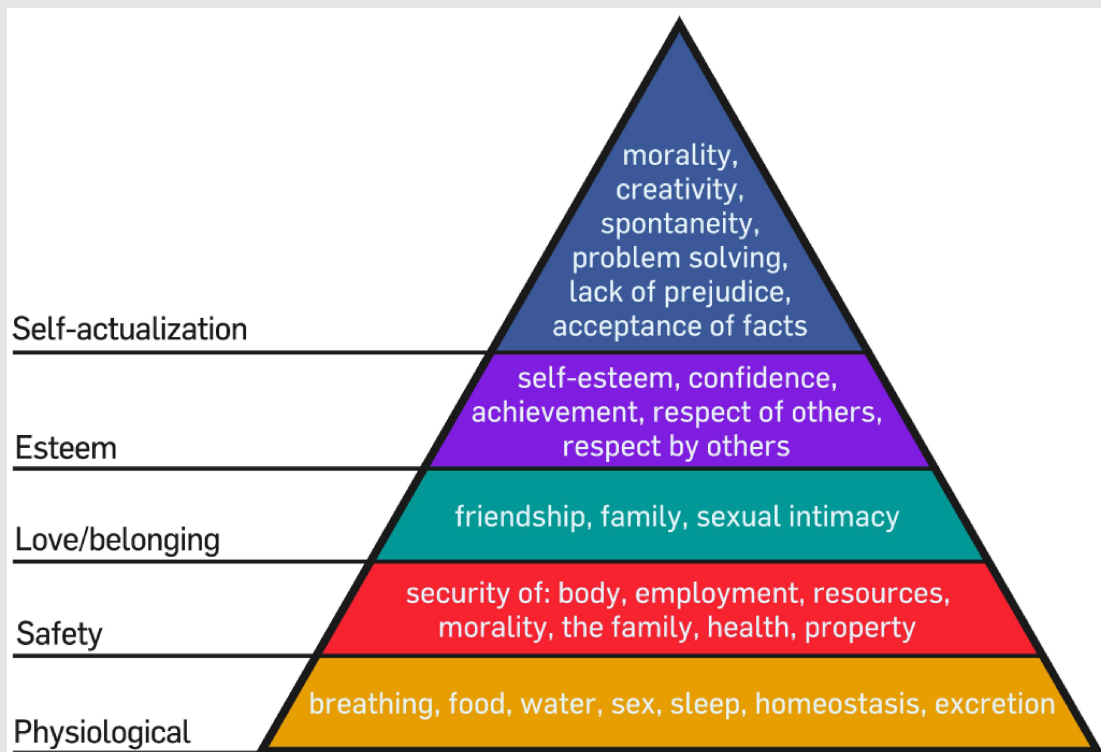 morality,
creativity,
spontaneity,
problem solving,
lack of prejudice,
acceptance of facts
Self-actualization
self-esteem, confidence,
achievement, respect of others,
respect by others
Esteem
friendship, family, sexual intimacy
Love/belonging
security of: body, employment, resources,
morality, the family, health, property
Safety
breathing, food, water, sex, sleep, homeostasis, excretion
Physiological